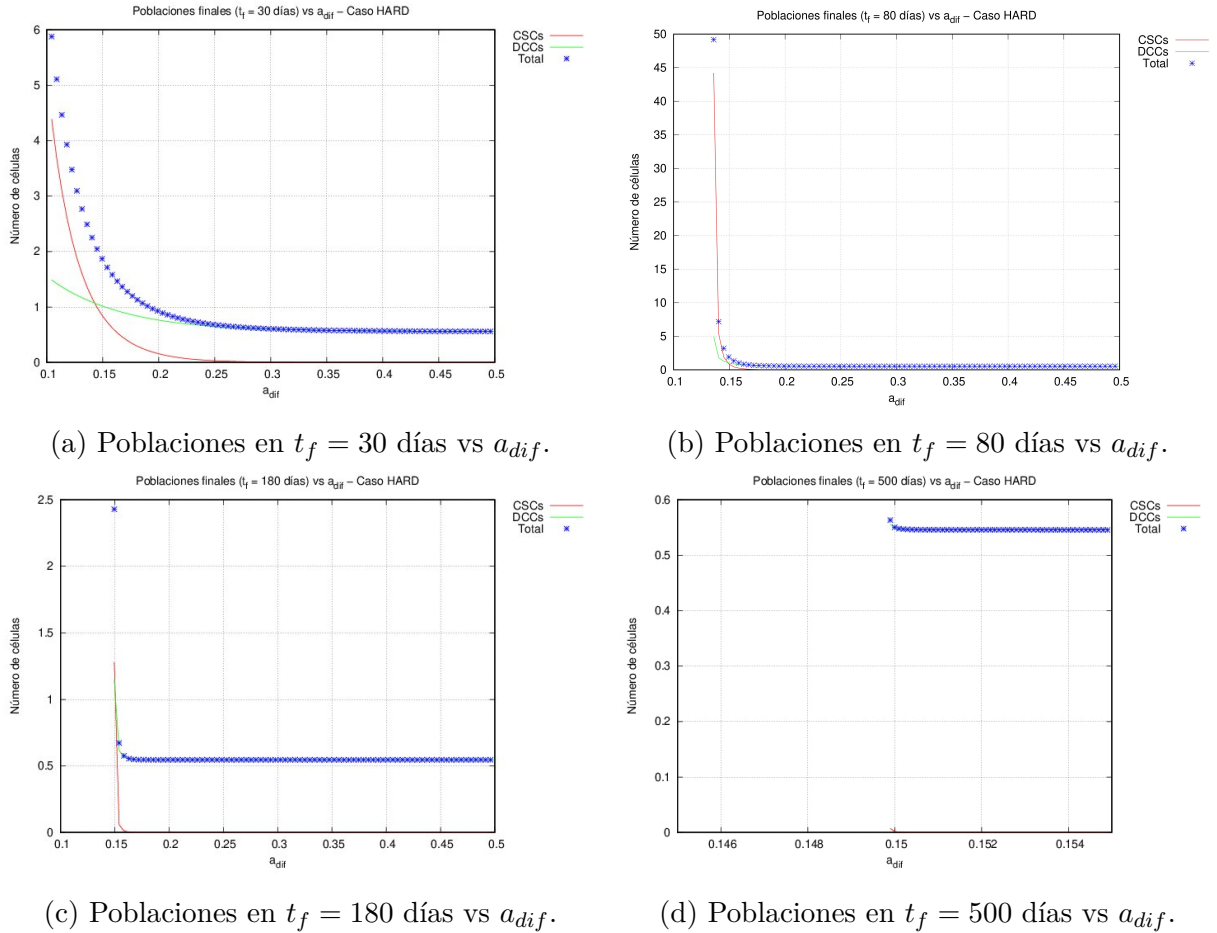 Poblaciones finales (t_f = 30 días) vs a_dif – Caso HARD
CSCs
DCCs
Total
Número de células
6
5
4
3
2
1
0
0.1 0.15 0.2 0.25 0.3 0.35 0.4 0.45 0.5
a_dif
(a) Poblaciones en t_f = 30 días vs a_dif.
Poblaciones finales (t_f = 80 días) vs a_dif – Caso HARD
CSCs
DCCs
Total
Número de células
50
45
40
35
30
25
20
15
10
5
0
0.1 0.15 0.2 0.25 0.3 0.35 0.4 0.45 0.5
a_dif
(b) Poblaciones en t_f = 80 días vs a_dif.
Poblaciones finales (t_f = 180 días) vs a_dif – Caso HARD
CSCs
DCCs
Total
Número de células
2.5
2
1.5
1
0.5
0
0.1 0.15 0.2 0.25 0.3 0.35 0.4 0.45 0.5
a_dif
(c) Poblaciones en t_f = 180 días vs a_dif.
Poblaciones finales (t_f = 500 días) vs a_dif – Caso HARD
CSCs
DCCs
Total
Número de células
0.6
0.5
0.4
0.3
0.2
0.1
0
0.146 0.148 0.15 0.152 0.154
a_dif
(d) Poblaciones en t_f = 500 días vs a_dif.